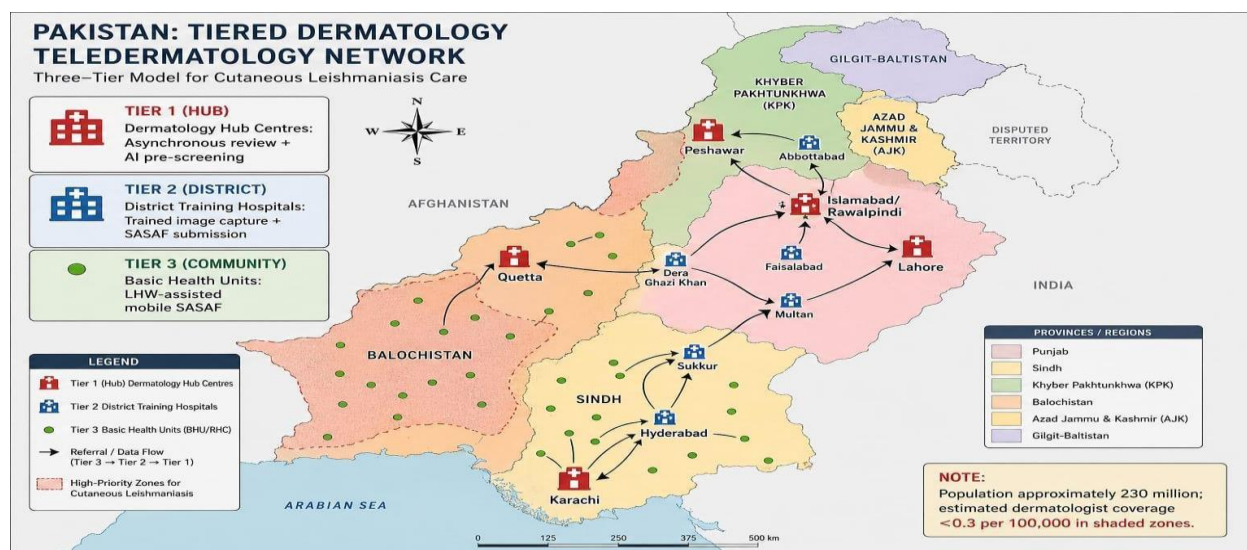 PAKISTAN: TIERED DERMATOLOGY
TELEDERMATOLOGY NETWORK
Three-Tier Model for Cutaneous Leishmaniasis Care
TIER 1 (HUB)
Dermatology Hub Centres:
Asynchronous review +
AI pre-screening
TIER 2 (DISTRICT)
District Training Hospitals:
Trained image capture +
SASAF submission
TIER 3 (COMMUNITY)
Basic Health Units:
LHW-assisted
mobile SASAF
LEGEND
Tier 1 (Hub) Dermatology Hub Centres
Tier 2 District Training Hospitals
Tier 3 Basic Health Units (BHU/RHC)
Referral / Data Flow
(Tier 3 → Tier 2 → Tier 1)
High-Priority Zones for
Cutaneous Leishmaniasis
N
W
E
S
GILGIT-BALTISTAN
KHYBER
PAKHTUNKHWA
(KPK)
AZAD
JAMMU &
KASHMIR
(AJK)
DISPUTED
TERRITORY
Peshawar
Abbottabad
AFGHANISTAN
Islamabad/
Rawalpindi
Quetta
Dera
Ghazi Khan
Faisalabad
Lahore
INDIA
Multan
BALOCHISTAN
Sukkur
SINDH
Hyderabad
Karachi
ARABIAN SEA
0
125
250
375
500 km
PROVINCES / REGIONS
Punjab
Sindh
Khyber Pakhtunkhwa (KPK)
Balochistan
Azad Jammu & Kashmir (AJK)
Gilgit-Baltistan
NOTE:
Population approximately 230 million;
estimated dermatologist coverage
<0.3 per 100,000 in shaded zones.